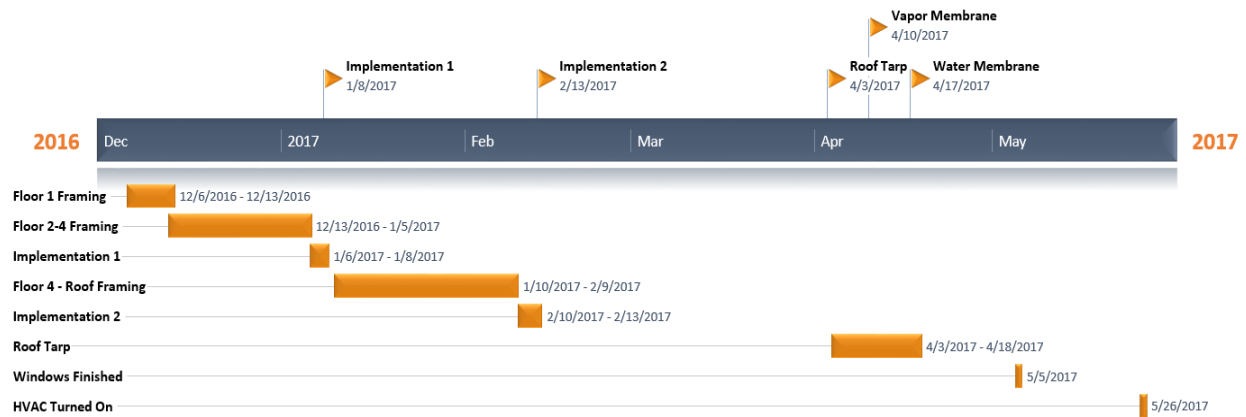 Vapor Membrane
4/10/2017
Implementation 1
1/8/2017
Implementation 2
2/13/2017
Roof Tarp
4/3/2017
Water Membrane
4/17/2017
2016 Dec 2017 Feb Mar Apr May 2017
Floor 1 Framing 12/6/2016 - 12/13/2016
Floor 2-4 Framing 12/13/2016 - 1/5/2017
Implementation 1 1/6/2017 - 1/8/2017
Floor 4 - Roof Framing 1/10/2017 - 2/9/2017
Implementation 2 2/10/2017 - 2/13/2017
Roof Tarp 4/3/2017 - 4/18/2017
Windows Finished 5/5/2017
HVAC Turned On 5/26/2017